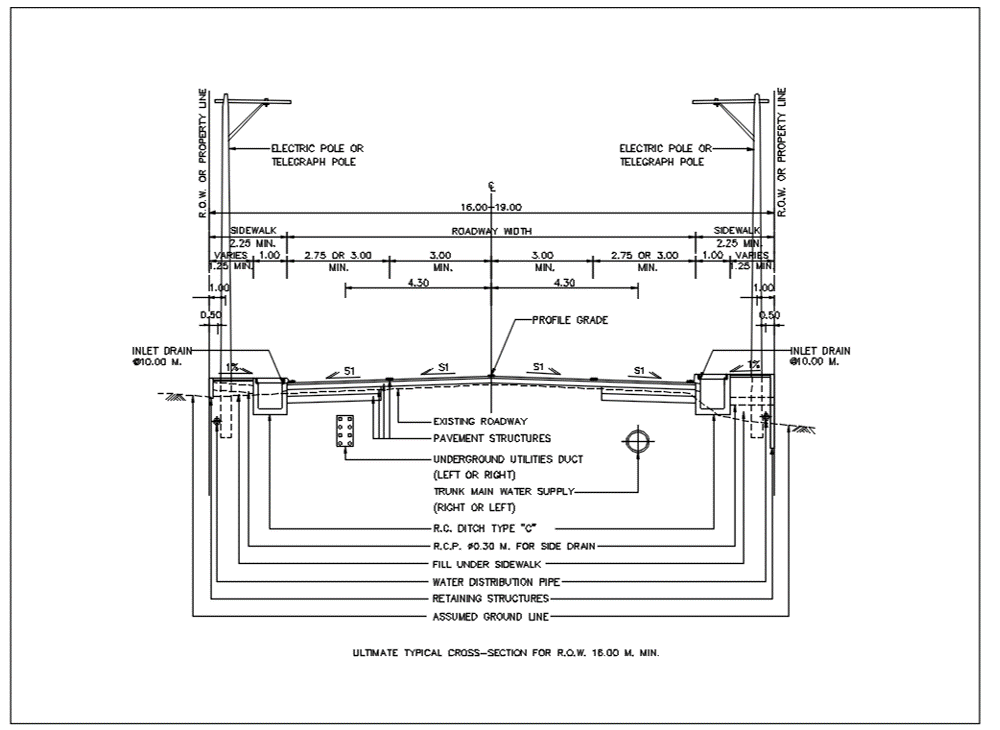 R.O.W. OR PROPERTY LINE
R.O.W. OR PROPERTY LINE
ELECTRIC POLE OR
TELEGRAPH POLE
ELECTRIC POLE OR
TELEGRAPH POLE
℄
16.00-19.00
SIDEWALK
2.25 MIN.
ROADWAY WIDTH
SIDEWALK
2.25 MIN.
VARIES
1.25 MIN.
1.00
2.75 OR 3.00
MIN.
3.00
MIN.
3.00
MIN.
2.75 OR 3.00
MIN.
1.00
VARIES
1.25 MIN.
4.30
4.30
1.00
1.00
0.50
0.50
PROFILE GRADE
INLET DRAIN
@10.00 M.
INLET DRAIN
@10.00 M.
1%
S1
S1
S1
S1
1%
EXISTING ROADWAY
PAVEMENT STRUCTURES
UNDERGROUND UTILITIES DUCT
(LEFT OR RIGHT)
TRUNK MAIN WATER SUPPLY
(RIGHT OR LEFT)
R.C. DITCH TYPE "C"
R.C.P. Ø0.30 M. FOR SIDE DRAIN
FILL UNDER SIDEWALK
WATER DISTRIBUTION PIPE
RETAINING STRUCTURES
ASSUMED GROUND LINE
ULTIMATE TYPICAL CROSS-SECTION FOR R.O.W. 16.00 M. MIN.